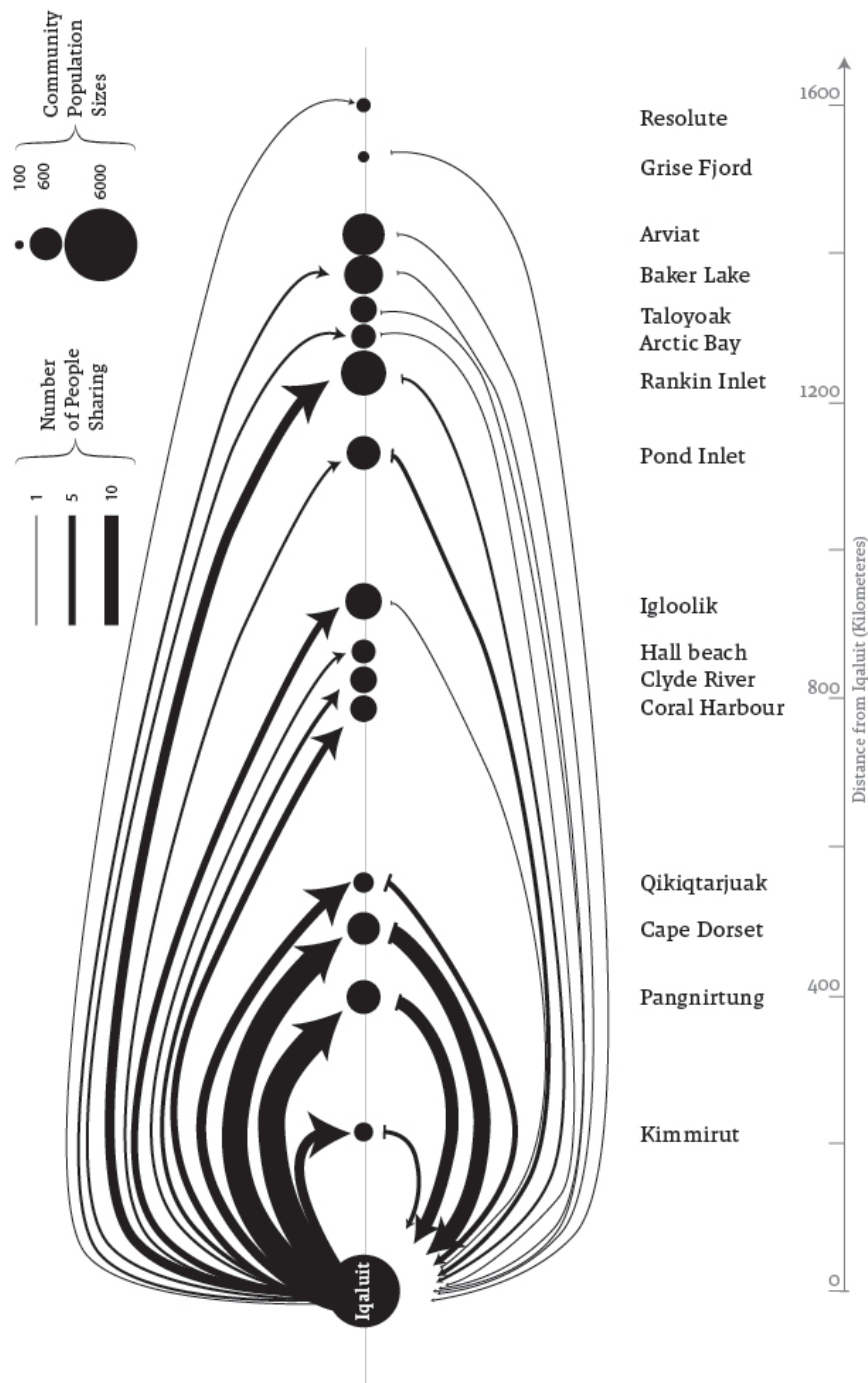 Community
Population
Sizes
100
600
6000
Number
of People
Sharing
1
5
10
Resolute
Grise Fjord
Arviat
Baker Lake
Taloyoak
Arctic Bay
Rankin Inlet
Pond Inlet
Igloolik
Hall beach
Clyde River
Coral Harbour
Qikiqtarjuak
Cape Dorset
Pangnirtung
Kimmirut
Iqaluit
1600
1200
800
400
0
Distance from Iqaluit (Kilometeres)